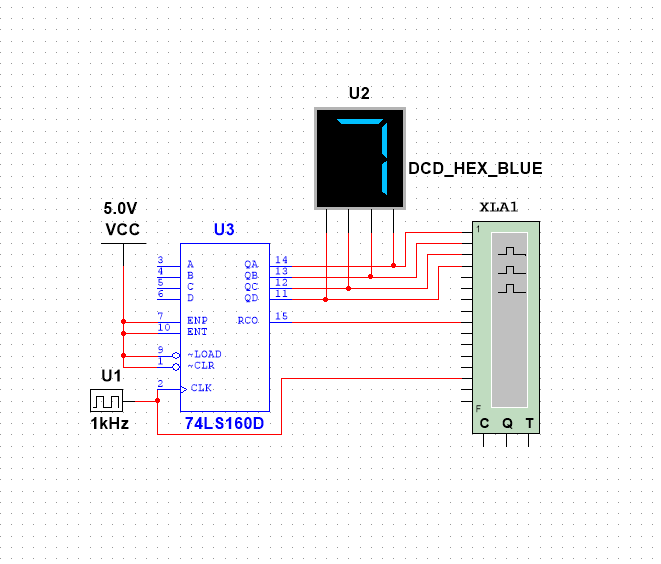 U2
7
DCD_HEX_BLUE
XLA1
5.0V
VCC
U3
1
3 A QA 14
4 B QB 13
5 C QC 12
6 D QD 11
7 ENP RCO 15
10 ENT
9 ~LOAD
1 ~CLR
U1
2 CLK
1kHz
74LS160D
F
C Q T